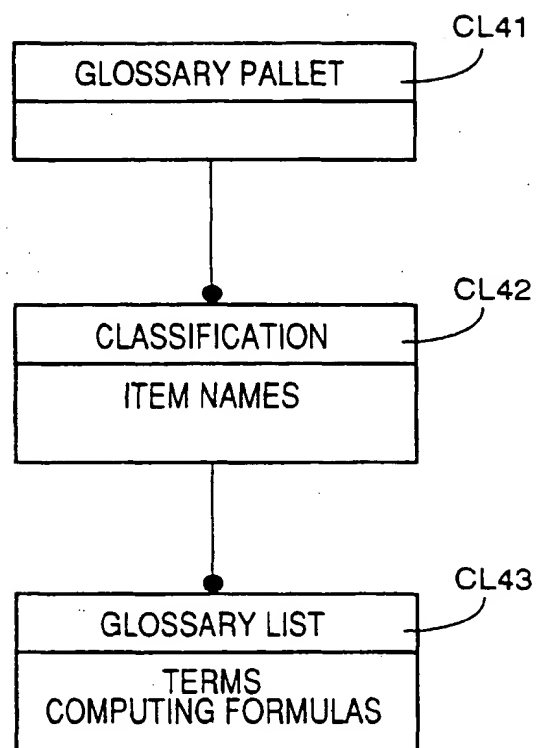 CL41
GLOSSARY PALLET
CL42
CLASSIFICATION
ITEM NAMES
CL43
GLOSSARY LIST
TERMS
COMPUTING FORMULAS